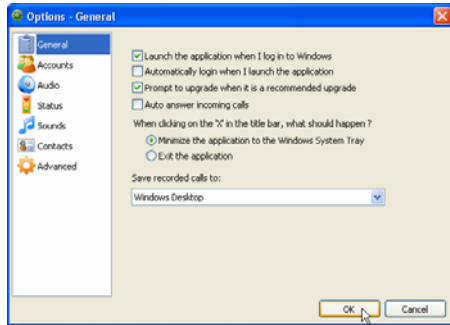 Options - General
General
Accounts
Audio
Status
Sounds
Contacts
Advanced
Launch the application when I log in to Windows
Automatically login when I launch the application
Prompt to upgrade when it is a recommended upgrade
Auto answer incoming calls
When clicking on the 'X' in the title bar, what should happen ?
Minimize the application to the Windows System Tray
Exit the application
Save recorded calls to:
Windows Desktop
OK
Cancel